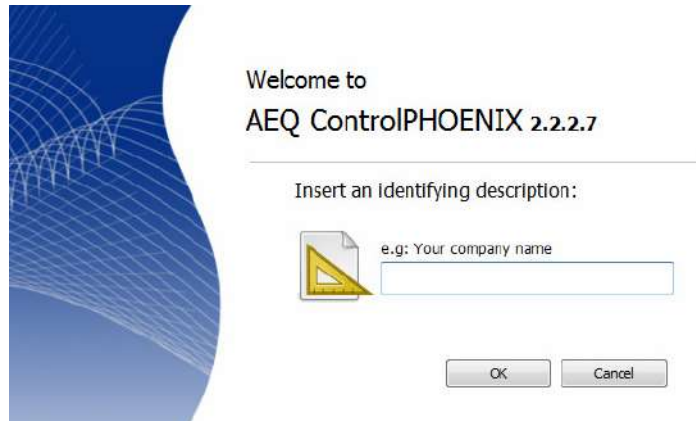 Welcome to
AEQ ControlPHOENIX 2.2.2.7
Insert an identifying description:
e.g: Your company name
OK
Cancel